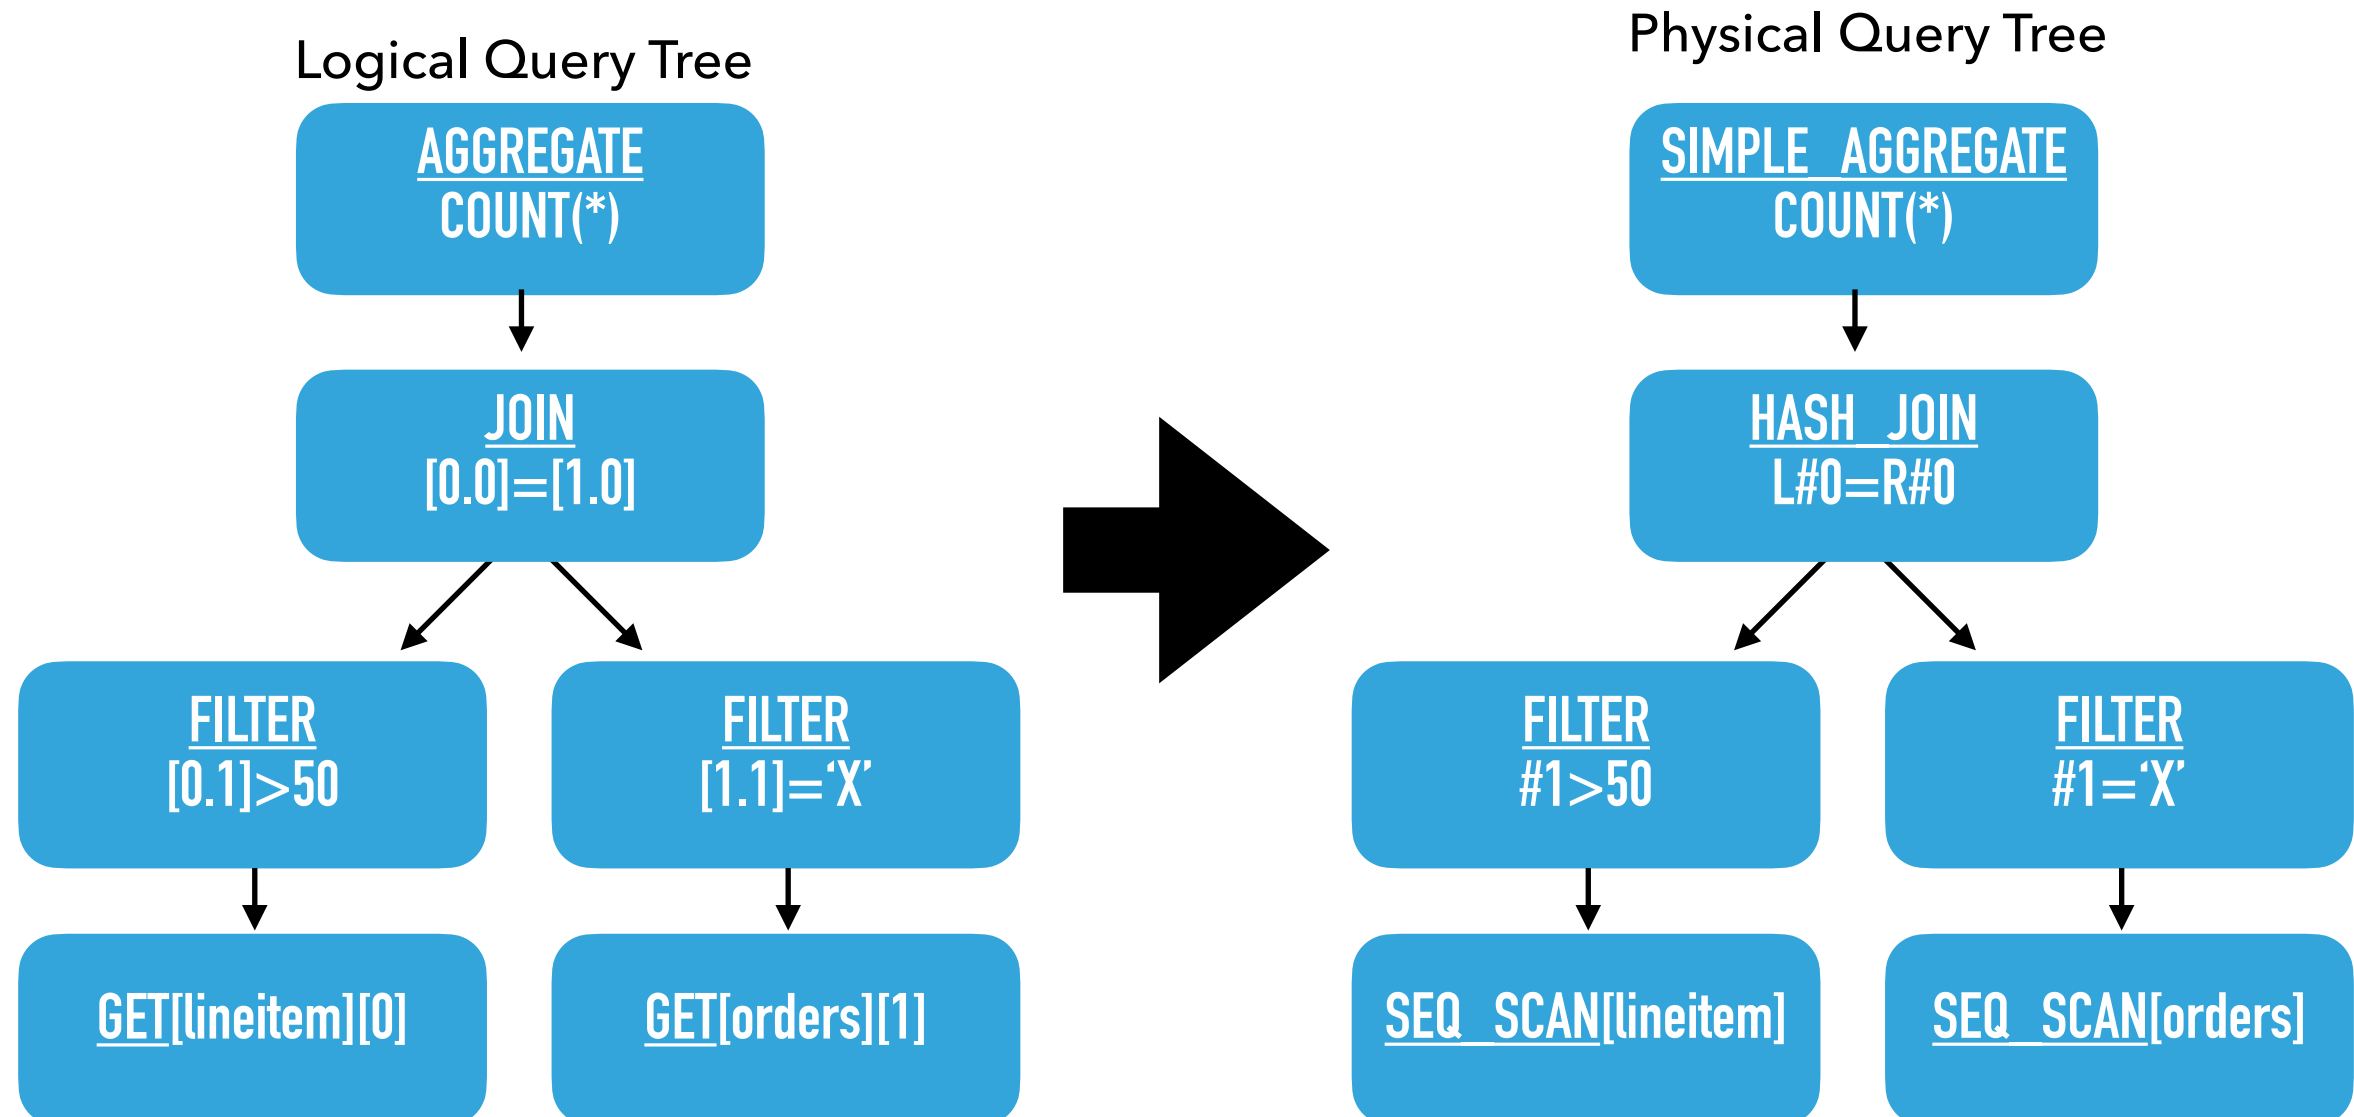 Logical Query Tree
AGGREGATE
COUNT(*)
JOIN
[0.0]=[1.0]
FILTER
[0.1]>50
FILTER
[1.1]=‘X’
GET[lineitem][0]
GET[orders][1]
Physical Query Tree
SIMPLE_AGGREGATE
COUNT(*)
HASH_JOIN
L#0=R#0
FILTER
#1>50
FILTER
#1=‘X’
SEQ_SCAN[lineitem]
SEQ_SCAN[orders]